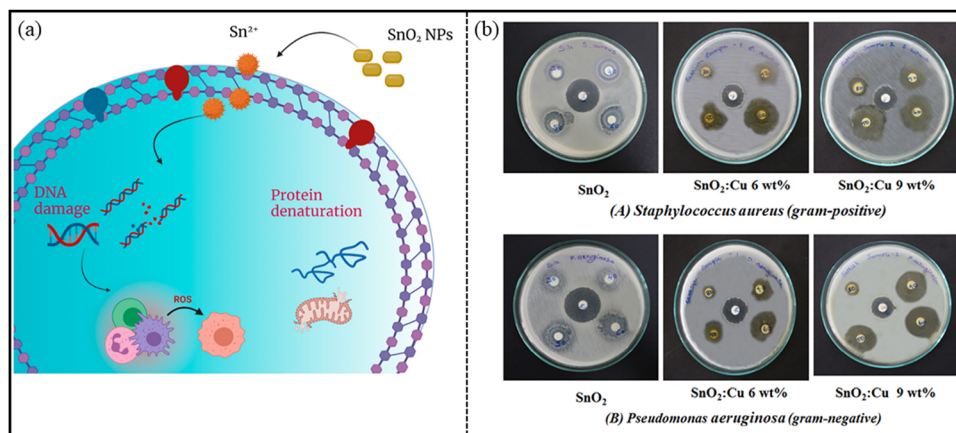 (a)
Sn²⁺
SnO₂ NPs
DNA
damage
Protein
denaturation
ROS
(b)
SnO₂
SnO₂:Cu 6 wt%
SnO₂:Cu 9 wt%
(A) Staphylococcus aureus (gram-positive)
SnO₂
SnO₂:Cu 6 wt%
SnO₂:Cu 9 wt%
(B) Pseudomonas aeruginosa (gram-negative)